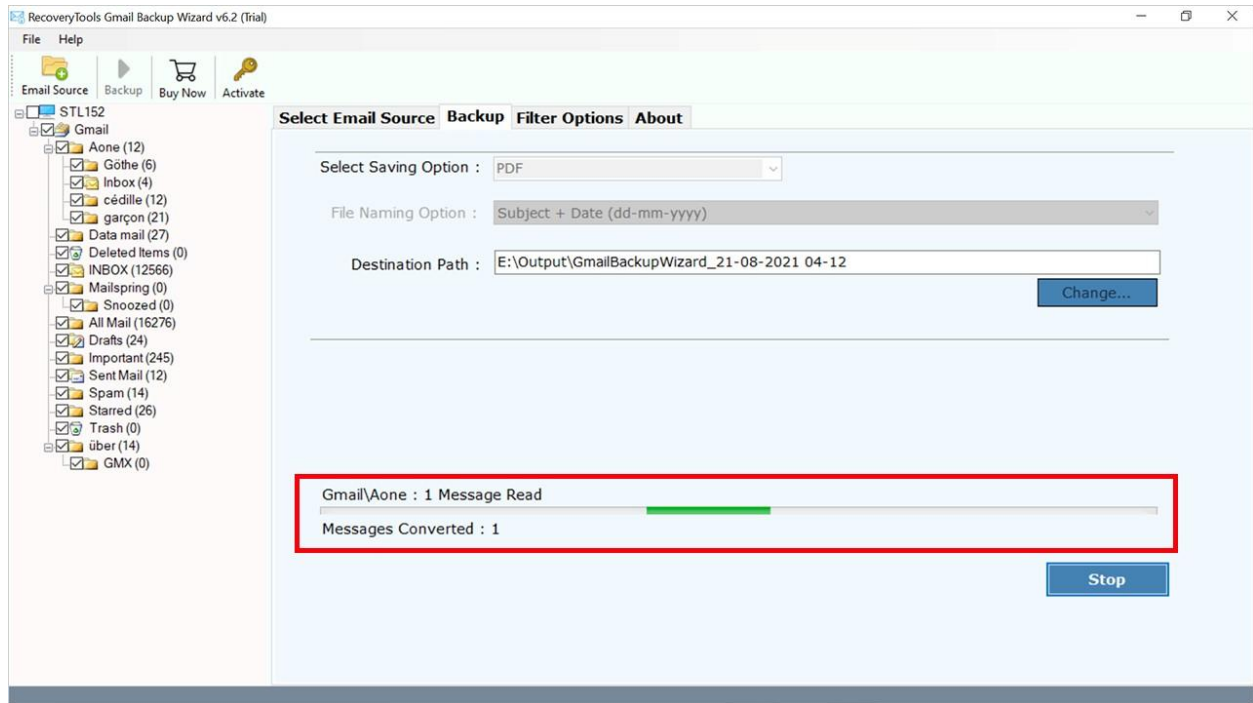 RecoveryTools Gmail Backup Wizard v6.2 (Trial)
File Help
Email Source Backup Buy Now Activate
STL152
Gmail
Aone (12)
Göthe (6)
Inbox (4)
cédille (12)
garçon (21)
Data mail (27)
Deleted Items (0)
INBOX (12566)
Mailspring (0)
Snoozed (0)
All Mail (16276)
Drafts (24)
Important (245)
Sent Mail (12)
Spam (14)
Starred (26)
Trash (0)
über (14)
GMX (0)
Select Email Source Backup Filter Options About
Select Saving Option : PDF
File Naming Option : Subject + Date (dd-mm-yyyy)
Destination Path : E:\Output\GmailBackupWizard_21-08-2021 04-12
Change...
Gmail\Aone : 1 Message Read
Messages Converted : 1
Stop